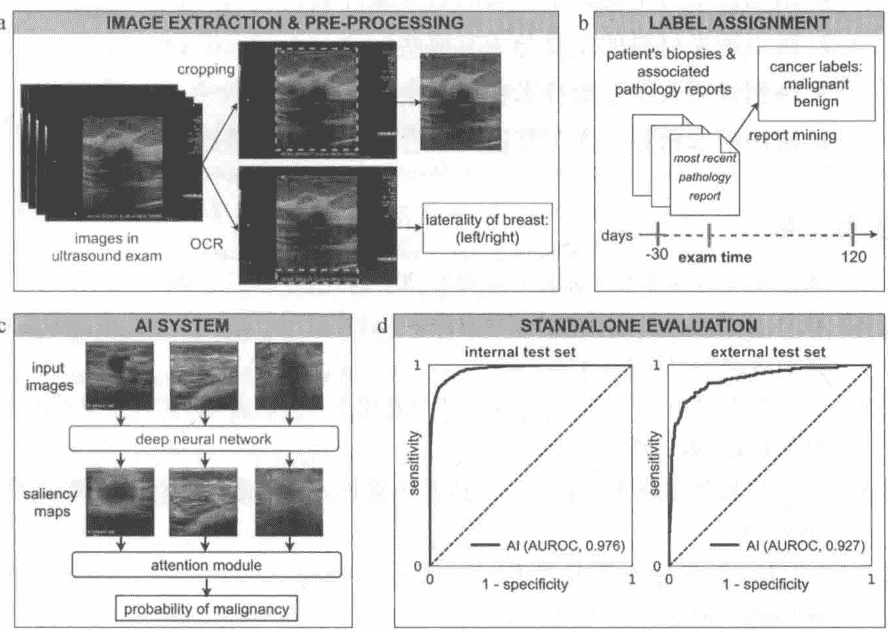 a IMAGE EXTRACTION & PRE-PROCESSING
cropping
images in
ultrasound exam
OCR
laterality of breast:
(left/right)
b LABEL ASSIGNMENT
patient's biopsies &
associated
pathology reports
cancer labels:
malignant
benign
report mining
most recent
pathology
report
days
-30 exam time 120
c AI SYSTEM
input
images
deep neural network
saliency
maps
attention module
probability of malignancy
d STANDALONE EVALUATION
internal test set
1
sensitivity
AI (AUROC, 0.976)
0
0 1
1 - specificity
external test set
1
sensitivity
AI (AUROC, 0.927)
0
0 1
1 - specificity